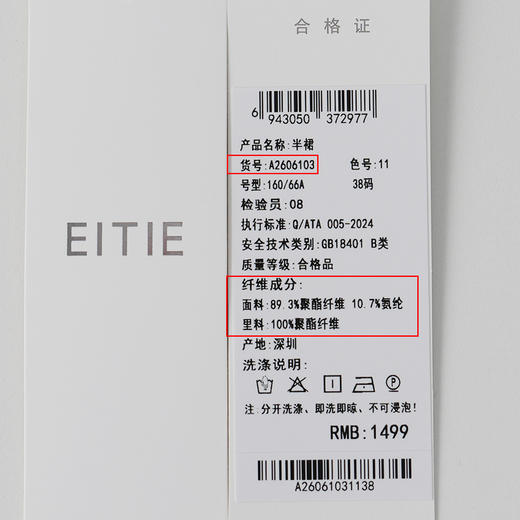 EITIE
合格证
6 943050 372977
产品名称:半裙
货号:A2606103 色号:11
号型:160/66A 38码
检验员:08
执行标准:Q/ATA 005-2024
安全技术类别:GB18401 B类
质量等级:合格品
纤维成分:
面料:89.3%聚酯纤维 10.7%氨纶
里料:100%聚酯纤维
产地:深圳
洗涤说明:
P
注:分开洗涤、即洗即晾、不可浸泡!
RMB:1499
A26061031138